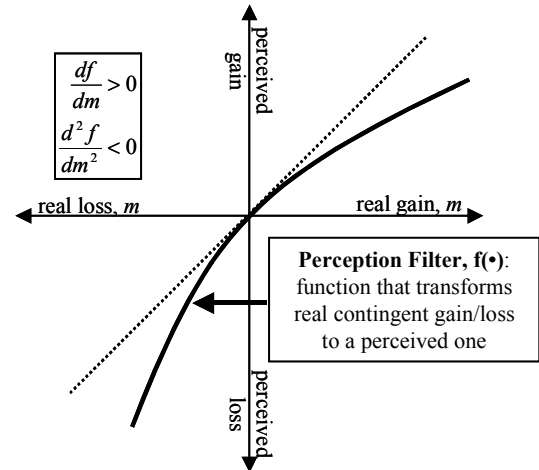 perceived
gain
df/dm > 0
d²f/dm² < 0
real loss, m
real gain, m
Perception Filter, f(•):
function that transforms
real contingent gain/loss
to a perceived one
perceived
loss